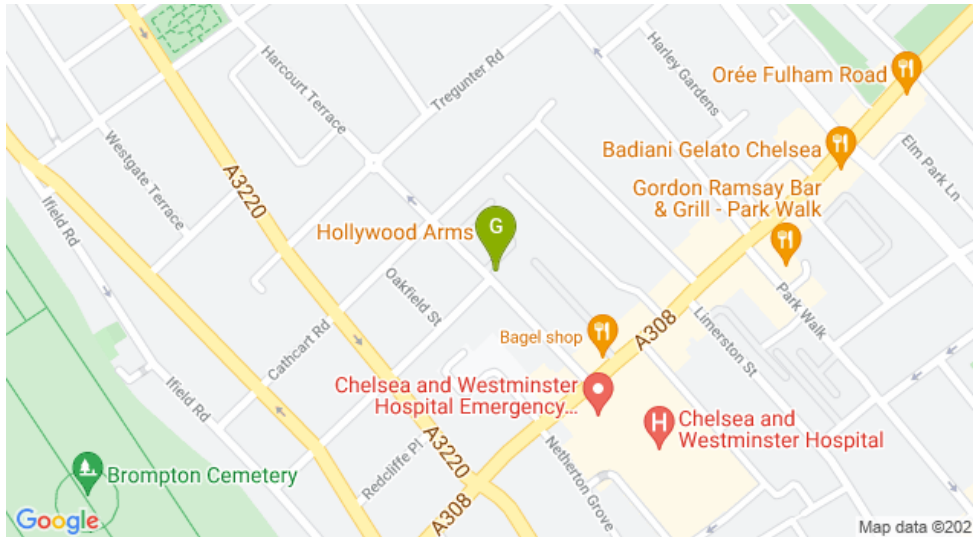 Orée Fulham Road
Harley Gardens
Tregunter Rd
Harcourt Terrace
Badiani Gelato Chelsea
Elm Park Ln
Westgate Terrace
A3220
Gordon Ramsay Bar
& Grill - Park Walk
Ifield Rd
Hollywood Arms
G
Oakfield St
Park Walk
Limerston St
A308
Bagel shop
Cathcart Rd
Chelsea and Westminster
Hospital Emergency...
Ifield Rd
H
Chelsea and
Westminster Hospital
A3220
Redcliffe Pl
Netherton Grove
Brompton Cemetery
A308
Google
Map data ©202